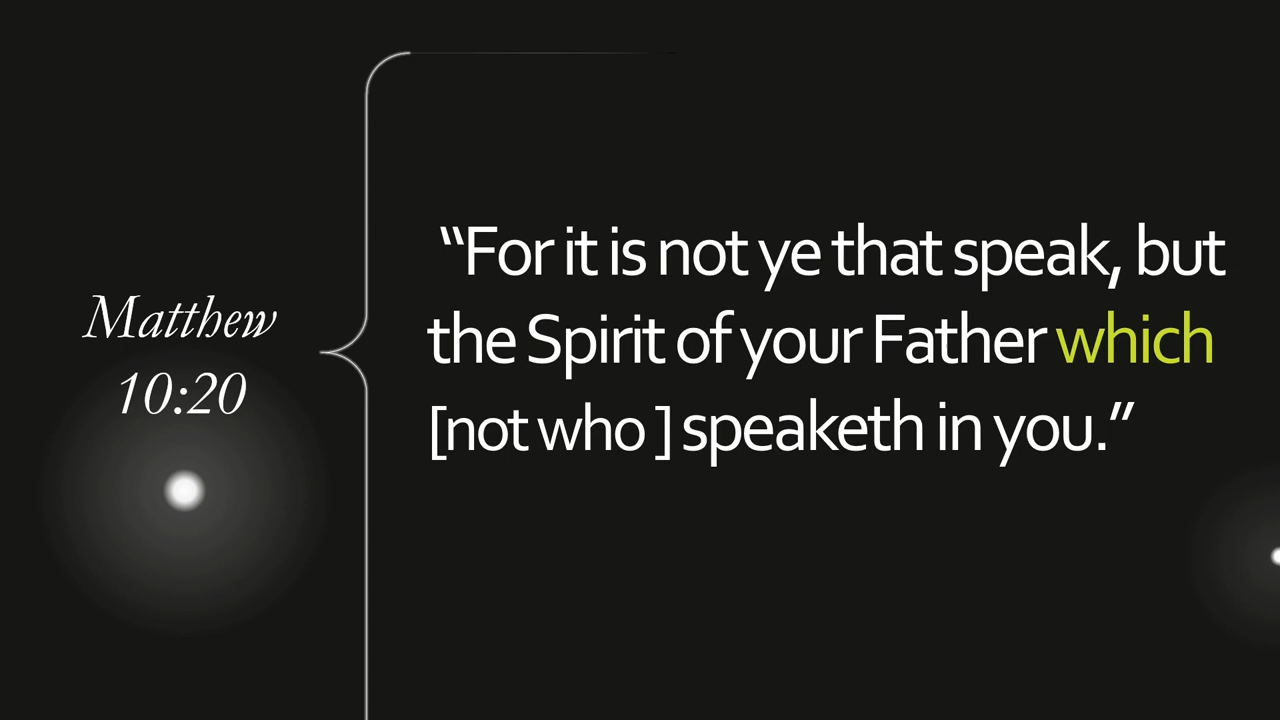 Matthew
10:20
“For it is not ye that speak, but
the Spirit of your Father which
[not who ] speaketh in you.”